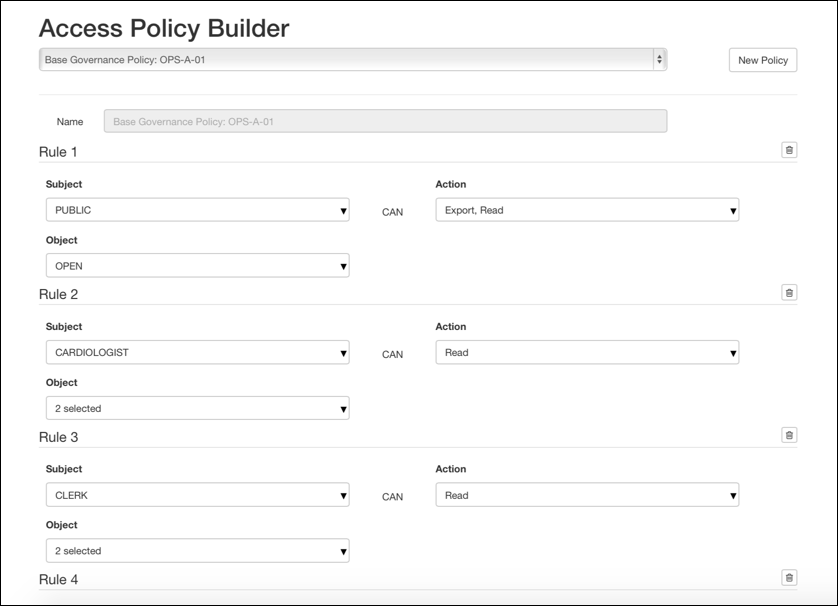 Access Policy Builder
Base Governance Policy: OPS-A-01
New Policy
Name
Base Governance Policy: OPS-A-01
Rule 1
Subject
Action
PUBLIC
CAN
Export, Read
Object
OPEN
Rule 2
Subject
Action
CARDIOLOGIST
CAN
Read
Object
2 selected
Rule 3
Subject
Action
CLERK
CAN
Read
Object
2 selected
Rule 4